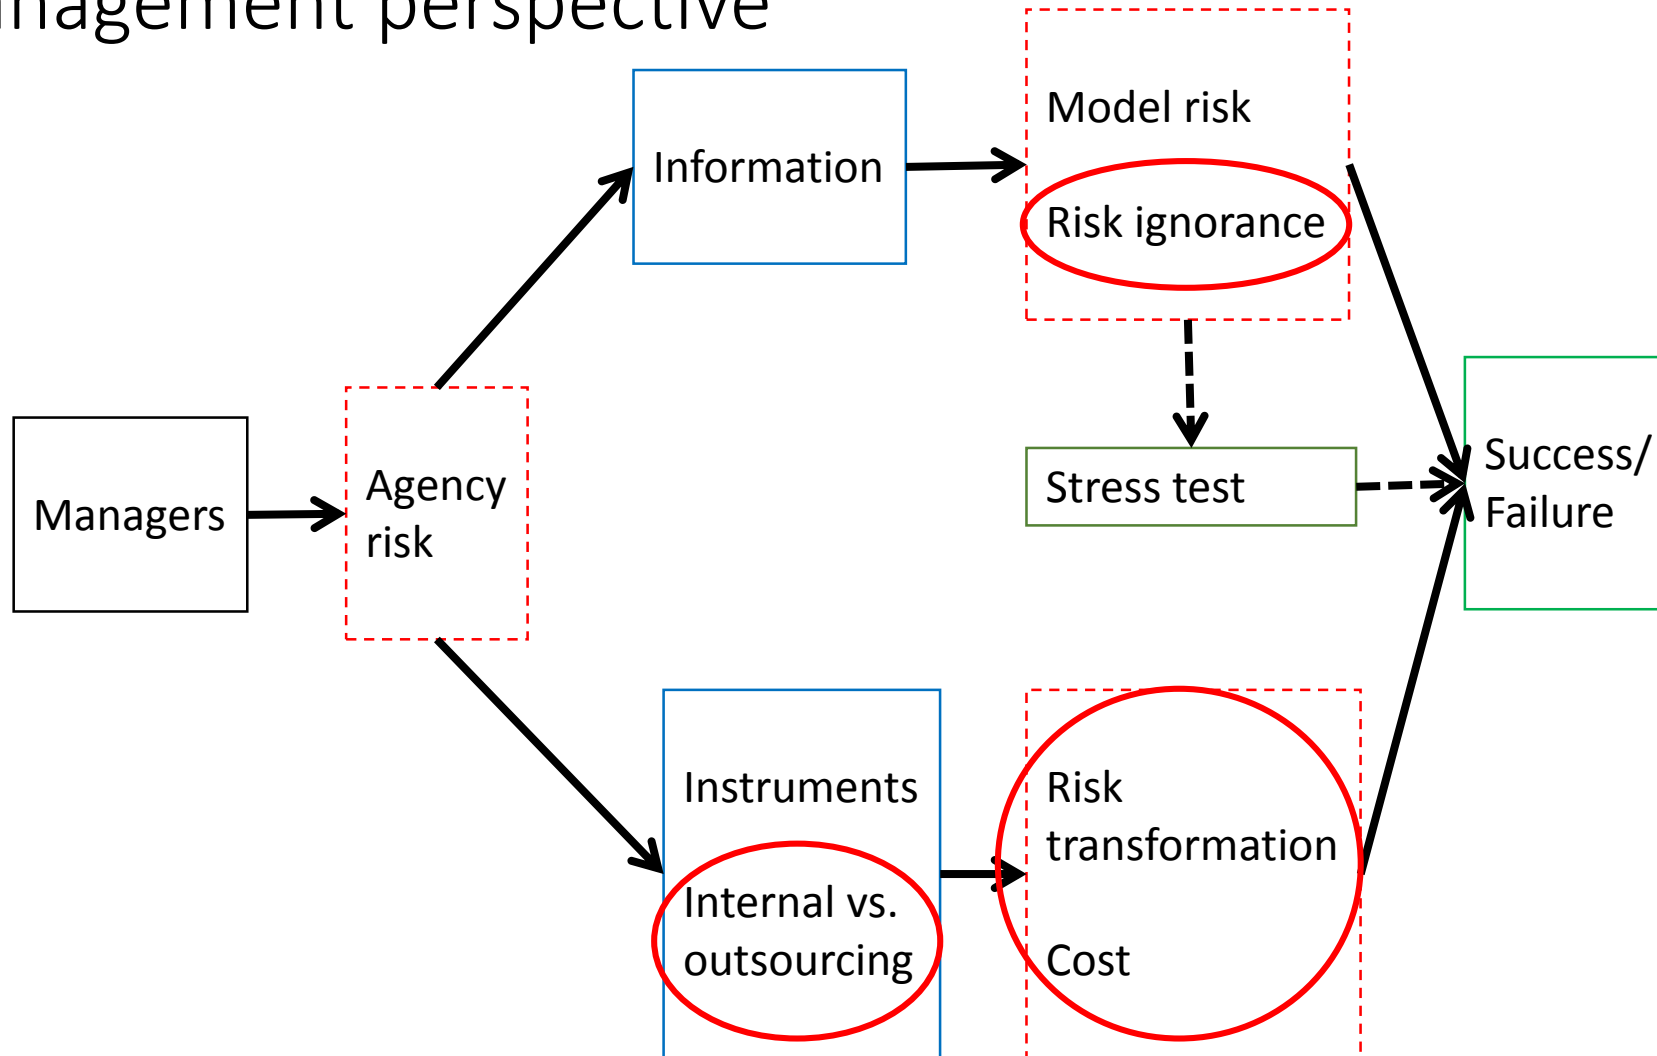 nagement perspective
Model risk
Information
Risk ignorance
Success/
Failure
Stress test
Agency
risk
Managers
Instruments
Internal vs.
outsourcing
Risk
transformation
Cost